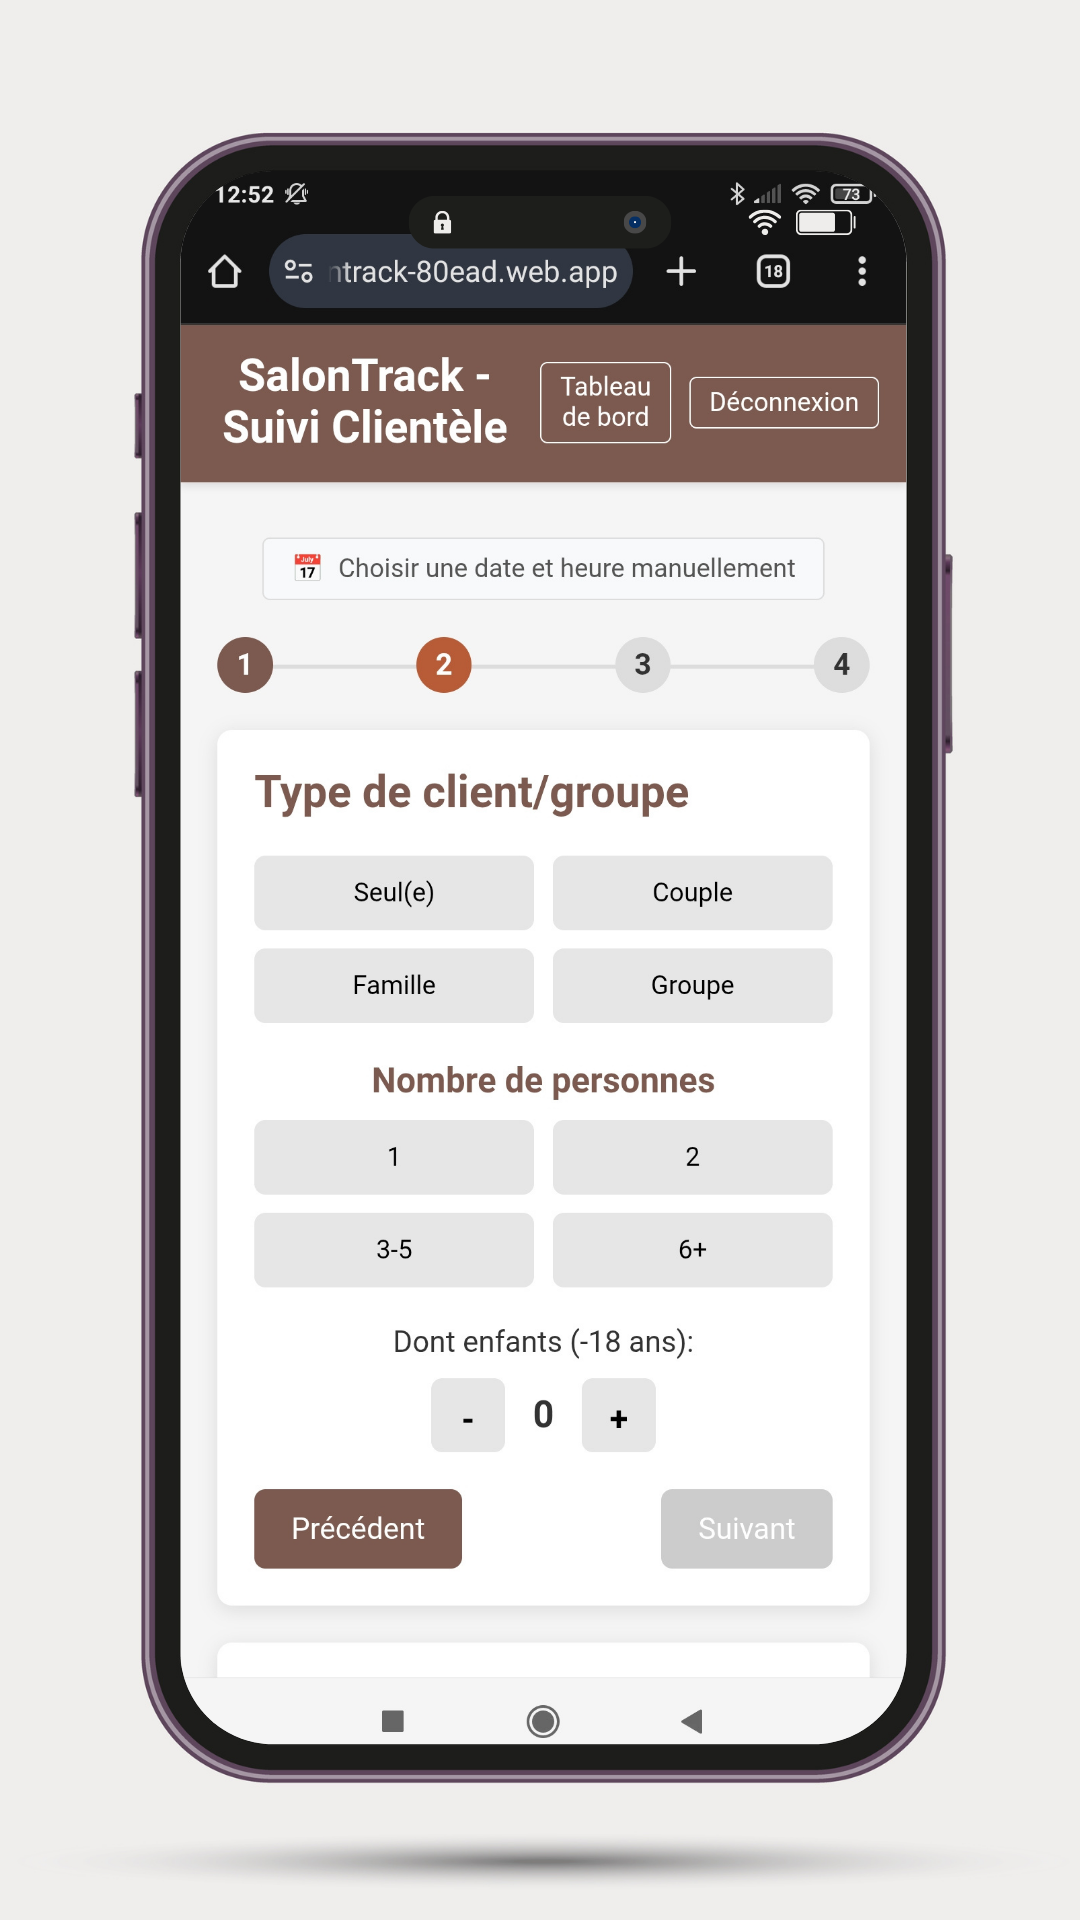 12:52
73
ntrack-80ead.web.app
18
SalonTrack -
Suivi Clientèle
Tableau
de bord
Déconnexion
July
17
Choisir une date et heure manuellement
1
2
3
4
Type de client/groupe
Seul(e)
Couple
Famille
Groupe
Nombre de personnes
1
2
3-5
6+
Dont enfants (-18 ans):
-
0
+
Précédent
Suivant